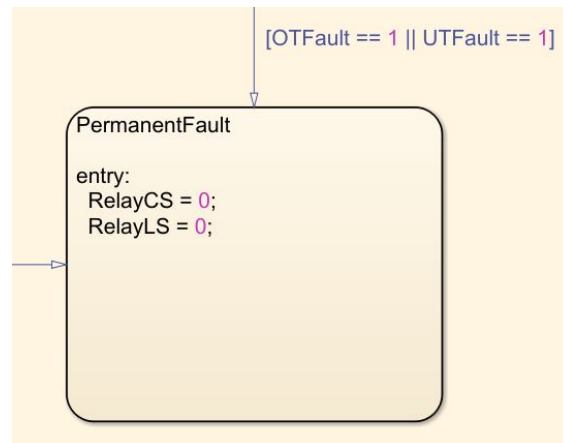 [OTFault == 1 || UTFault == 1]
PermanentFault
entry:
RelayCS = 0;
RelayLS = 0;